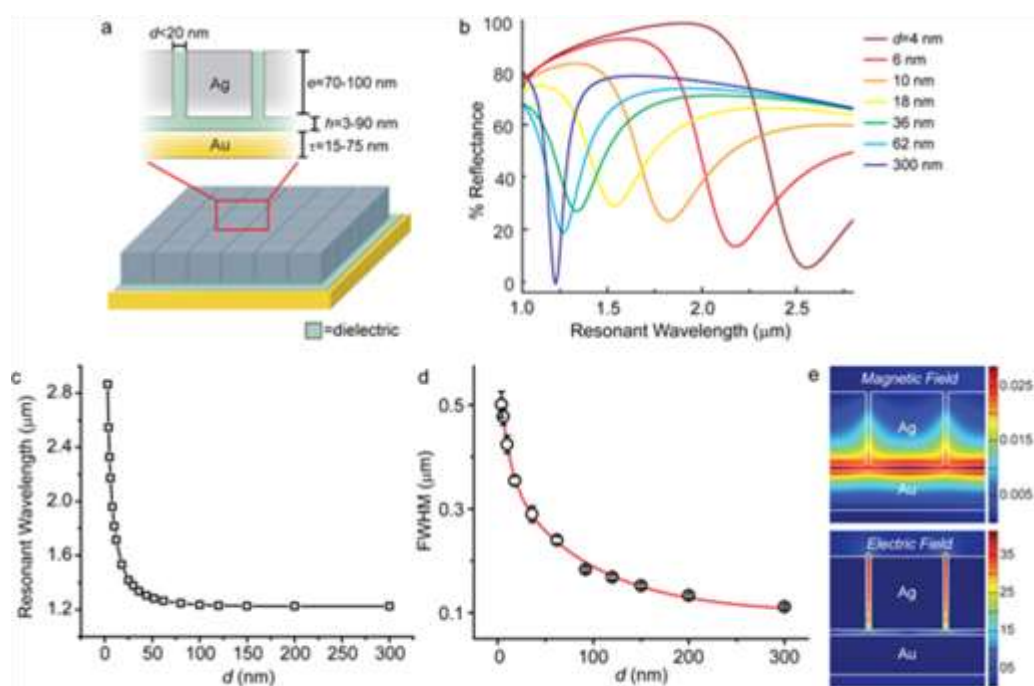 a
d<20 nm
Ag
σ=70-100 nm
h=3-90 nm
Au
τ=15-75 nm
=dielectric
b
% Reflectance
100
80
60
40
20
0
1.0
1.5
2.0
2.5
Resonant Wavelength (μm)
d=4 nm
6 nm
10 nm
18 nm
36 nm
62 nm
300 nm
c
Resonant Wavelength (μm)
2.8
2.4
2.0
1.6
1.2
0
50
100
150
200
250
300
d (nm)
d
FWHM (μm)
0.5
0.3
0.1
0
100
200
300
d (nm)
e
Magnetic Field
Ag
Au
0.025
0.015
0.005
Electric Field
Ag
Au
35
25
15
05